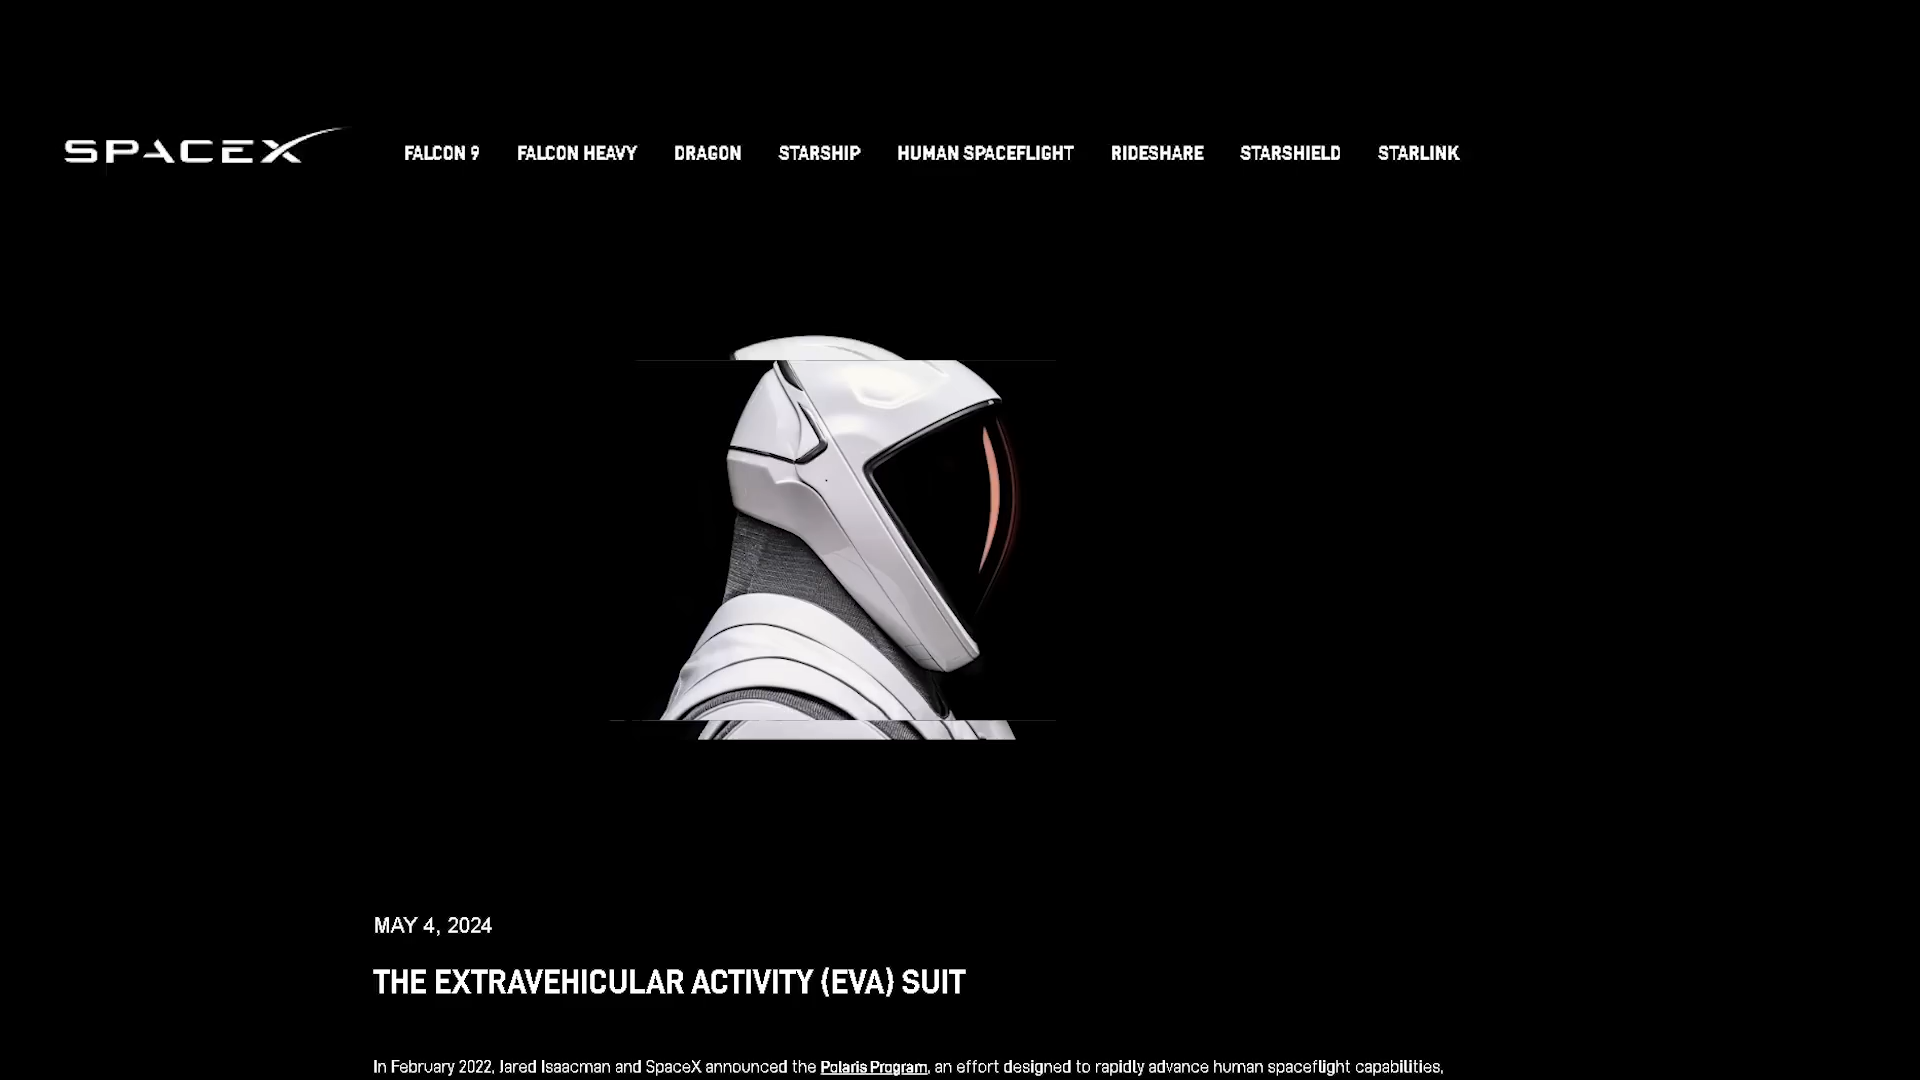 SPACEX
FALCON 9 FALCON HEAVY DRAGON STARSHIP HUMAN SPACEFLIGHT RIDESHARE STARSHIELD STARLINK
MAY 4, 2024
THE EXTRAVEHICULAR ACTIVITY (EVA) SUIT
In February 2022, Jared Isaacman and SpaceX announced the Polaris Program, an effort designed to rapidly advance human spaceflight capabilities,